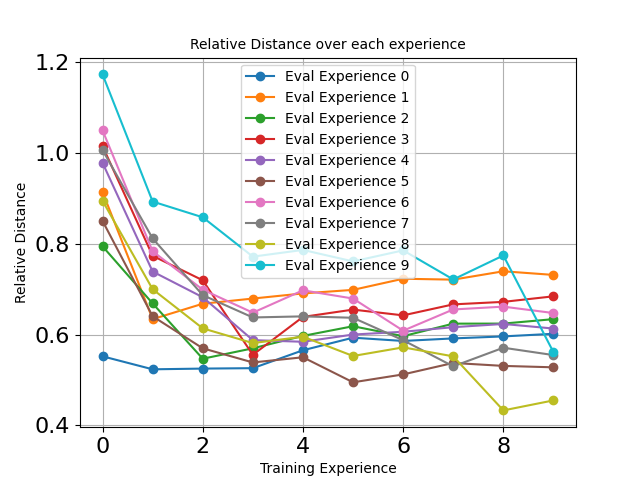 Relative Distance over each experience
1.2
1.0
0.8
0.6
0.4
Relative Distance
Eval Experience 0
Eval Experience 1
Eval Experience 2
Eval Experience 3
Eval Experience 4
Eval Experience 5
Eval Experience 6
Eval Experience 7
Eval Experience 8
Eval Experience 9
0 2 4 6 8
Training Experience